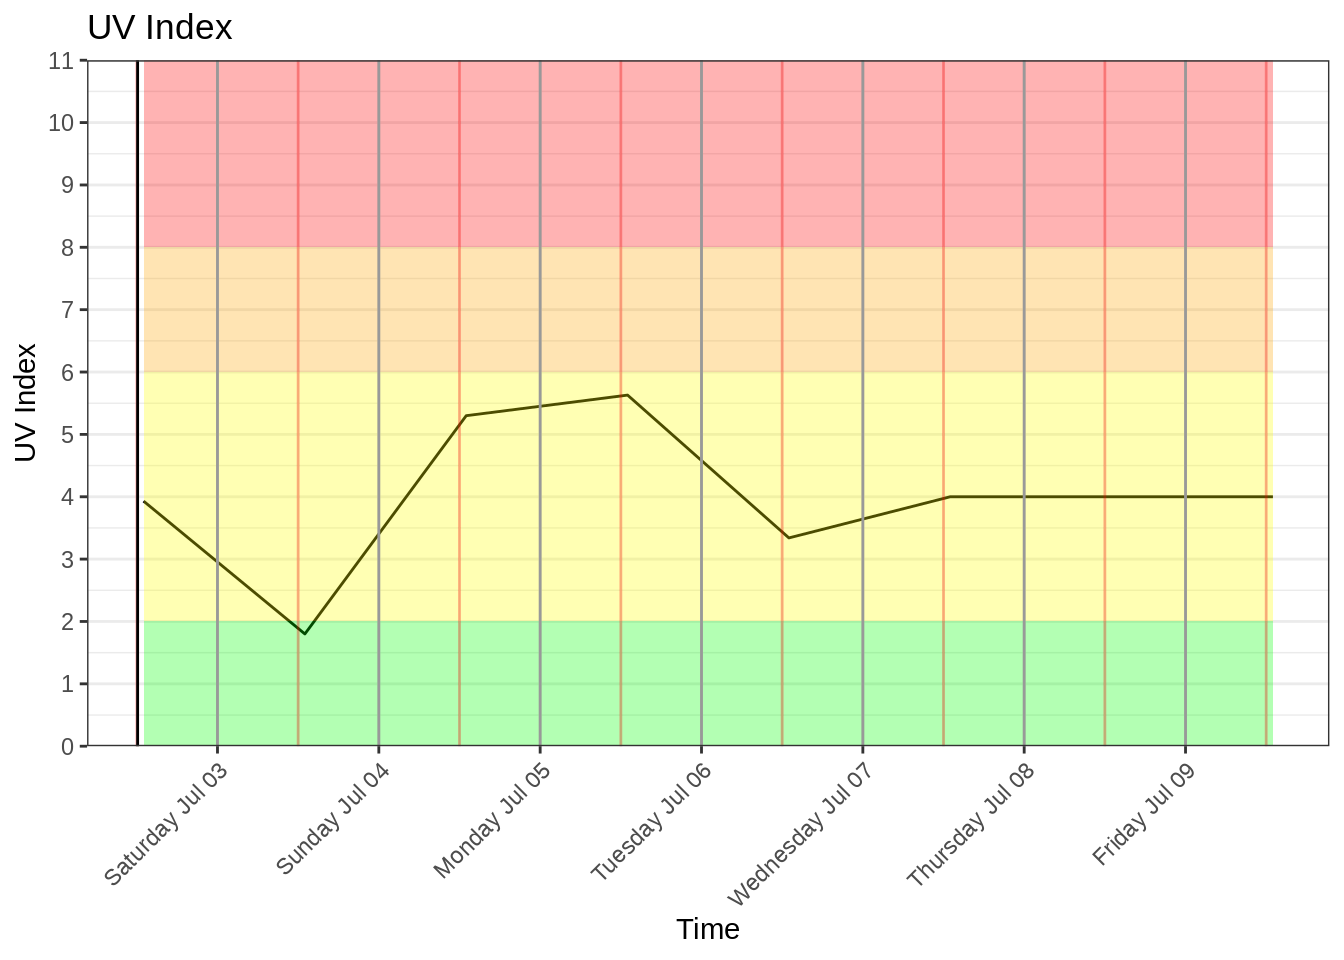 UV Index
11
10
9
8
7
6
5
4
3
2
1
0
UV Index
Saturday Jul 03
Sunday Jul 04
Monday Jul 05
Tuesday Jul 06
Wednesday Jul 07
Thursday Jul 08
Friday Jul 09
Time